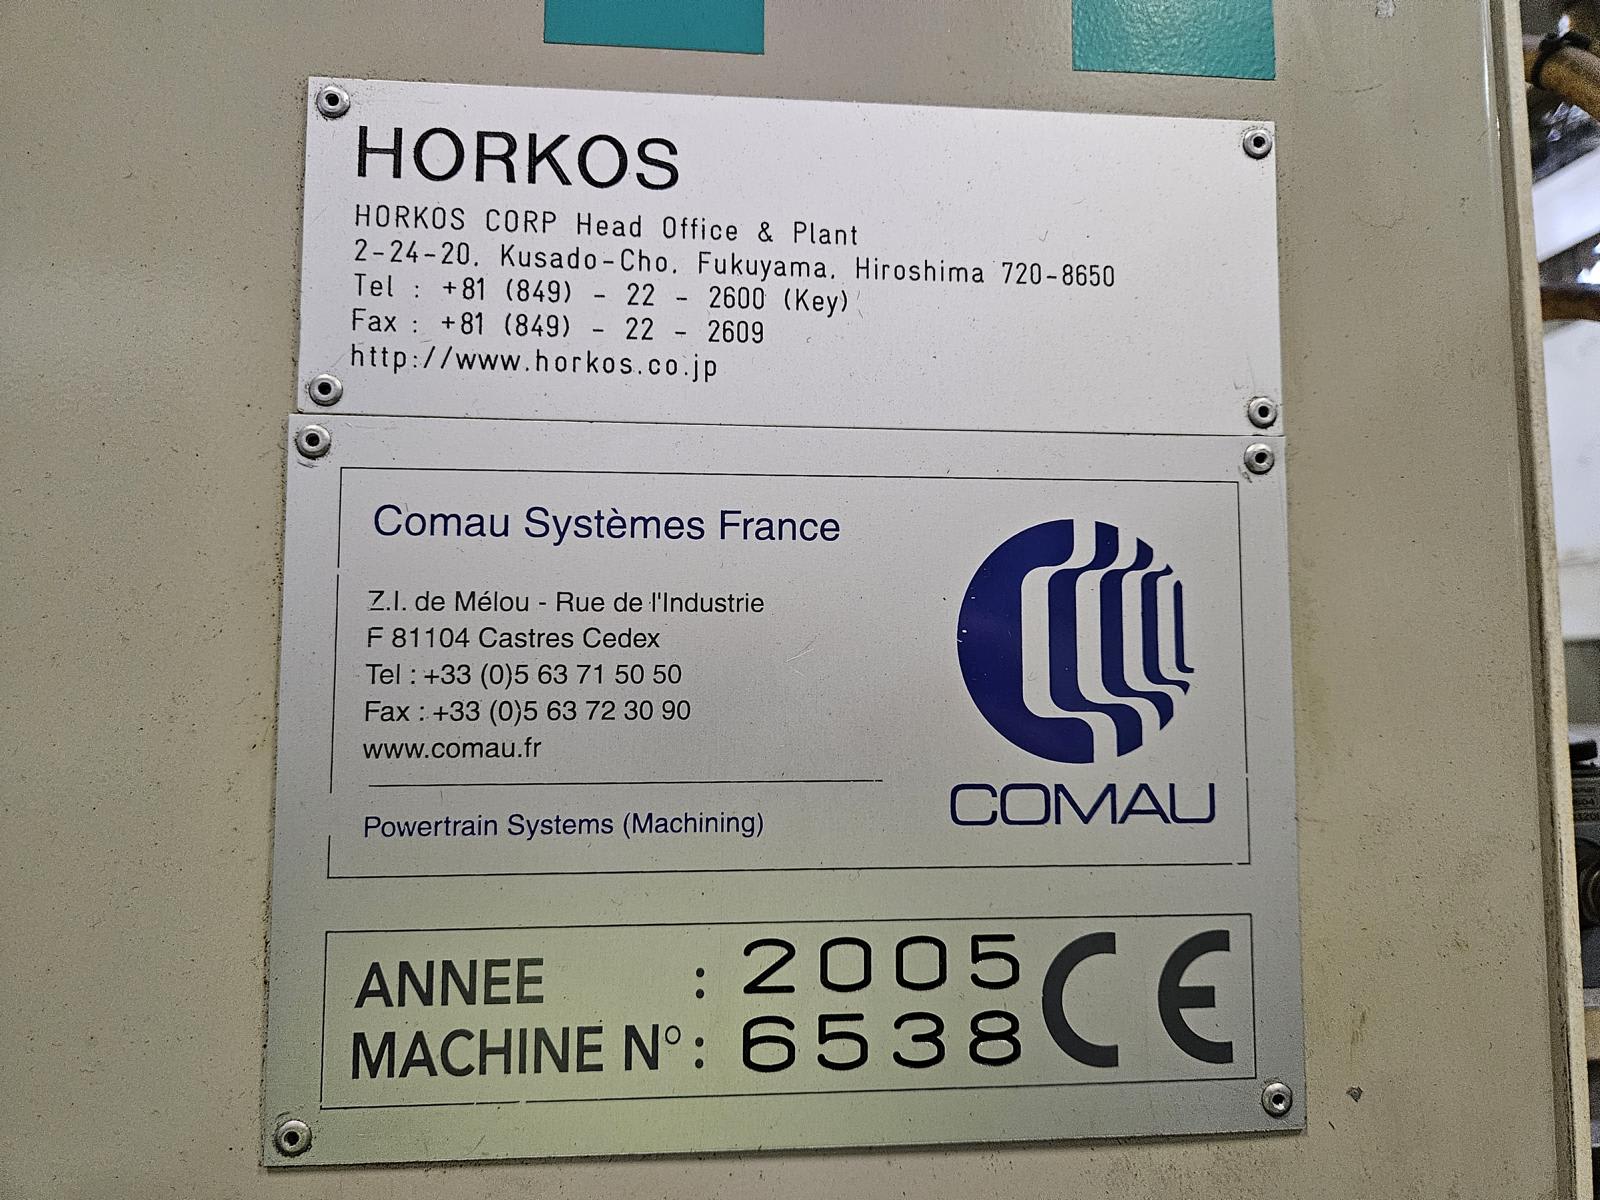 HORKOS
HORKOS CORP Head Office & Plant
2-24-20. Kusado-Cho. Fukuyama. Hiroshima 720-8650
Tel : +81 (849) - 22 - 2600 (Key)
Fax : +81 (849) - 22 - 2609
http://www.horkos.co.jp
Comau Systèmes France
Z.I. de Mélou - Rue de l'Industrie
F 81104 Castres Cedex
Tel : +33 (0)5 63 71 50 50
Fax : +33 (0)5 63 72 30 90
www.comau.fr
Powertrain Systems (Machining)
COMAU
ANNEE : 2005
MACHINE N° : 6538
CE